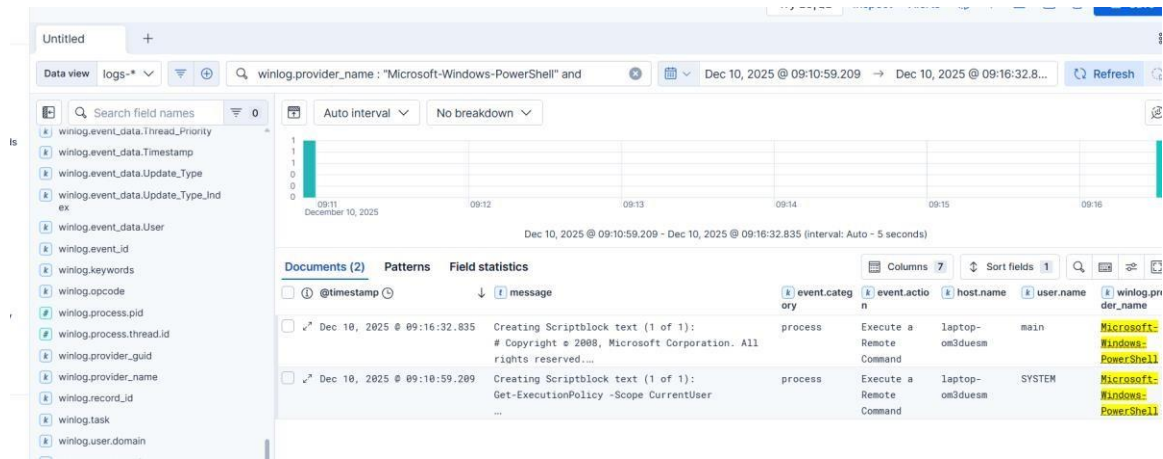 Untitled
Data view logs-* winlog.provider_name : "Microsoft-Windows-PowerShell" and Dec 10, 2025 @ 09:10:59.209 → Dec 10, 2025 @ 09:16:32.8... Refresh
Search field names 0 Auto interval No breakdown
ls
winlog.event_data.Thread_Priority
winlog.event_data.Timestamp
winlog.event_data.Update_Type
winlog.event_data.Update_Type_Ind
ex
winlog.event_data.User
winlog.event_id
winlog.keywords
winlog.opcode
winlog.process.pid
winlog.process.thread.id
winlog.provider_guid
winlog.provider_name
winlog.record_id
winlog.task
winlog.user.domain
1
1
1
0
0
0
09:11 09:12 09:13 09:14 09:15 09:16
December 10, 2025
Dec 10, 2025 @ 09:10:59.209 - Dec 10, 2025 @ 09:16:32.835 (interval: Auto - 5 seconds)
Documents (2) Patterns Field statistics Columns 7 Sort fields 1
@timestamp message event.categ event.actio host.name user.name winlog.pro
ory n der_name
Dec 10, 2025 @ 09:16:32.835 Creating Scriptblock text (1 of 1): process Execute a laptop- main Microsoft-
# Copyright © 2008, Microsoft Corporation. All Remote om3duesm Windows-
rights reserved.... Command PowerShell
Dec 10, 2025 @ 09:10:59.209 Creating Scriptblock text (1 of 1): process Execute a laptop- SYSTEM Microsoft-
Get-ExecutionPolicy -Scope CurrentUser Remote om3duesm Windows-
... Command PowerShell